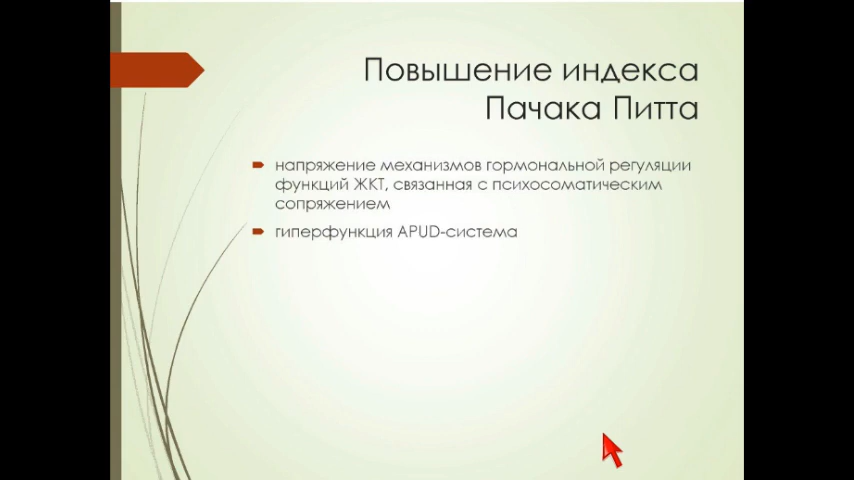 Повышение индекса
Пачака Питта
напряжение механизмов гормональной регуляции
функций ЖКТ, связанная с психосоматическим
сопряжением
гиперфункция APUD-система